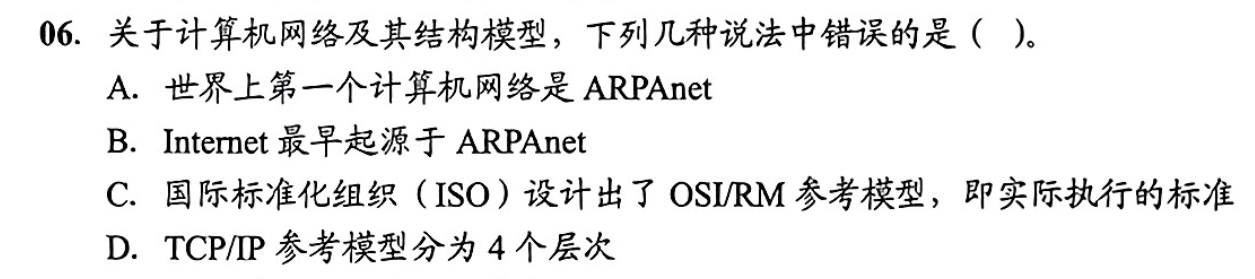 06. 关于计算机网络及其结构模型，下列几种说法中错误的是（　）。
A. 世界上第一个计算机网络是 ARPAnet
B. Internet 最早起源于 ARPAnet
C. 国际标准化组织（ISO）设计出了 OSI/RM 参考模型，即实际执行的标准
D. TCP/IP 参考模型分为 4 个层次